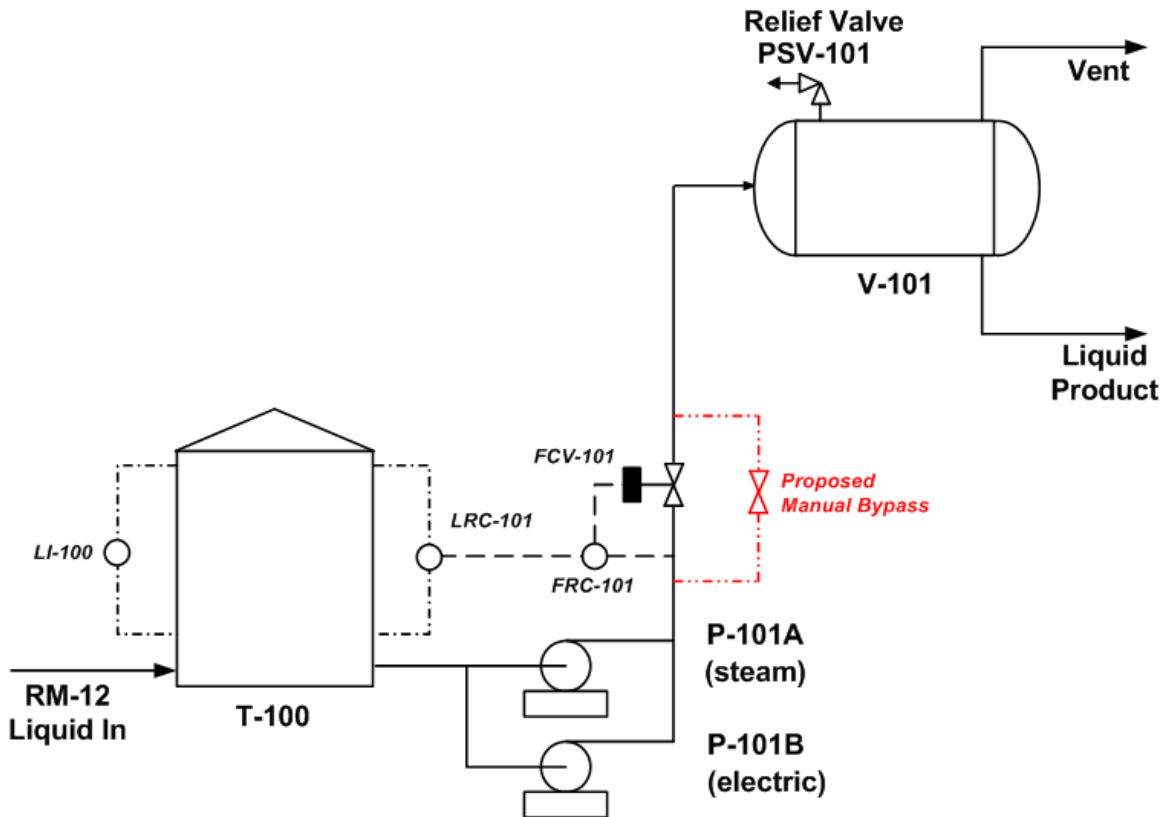 Relief Valve
PSV-101
Vent
V-101
Liquid
Product
FCV-101
Proposed
Manual Bypass
LRC-101
LI-100
FRC-101
P-101A
(steam)
RM-12
Liquid In
T-100
P-101B
(electric)